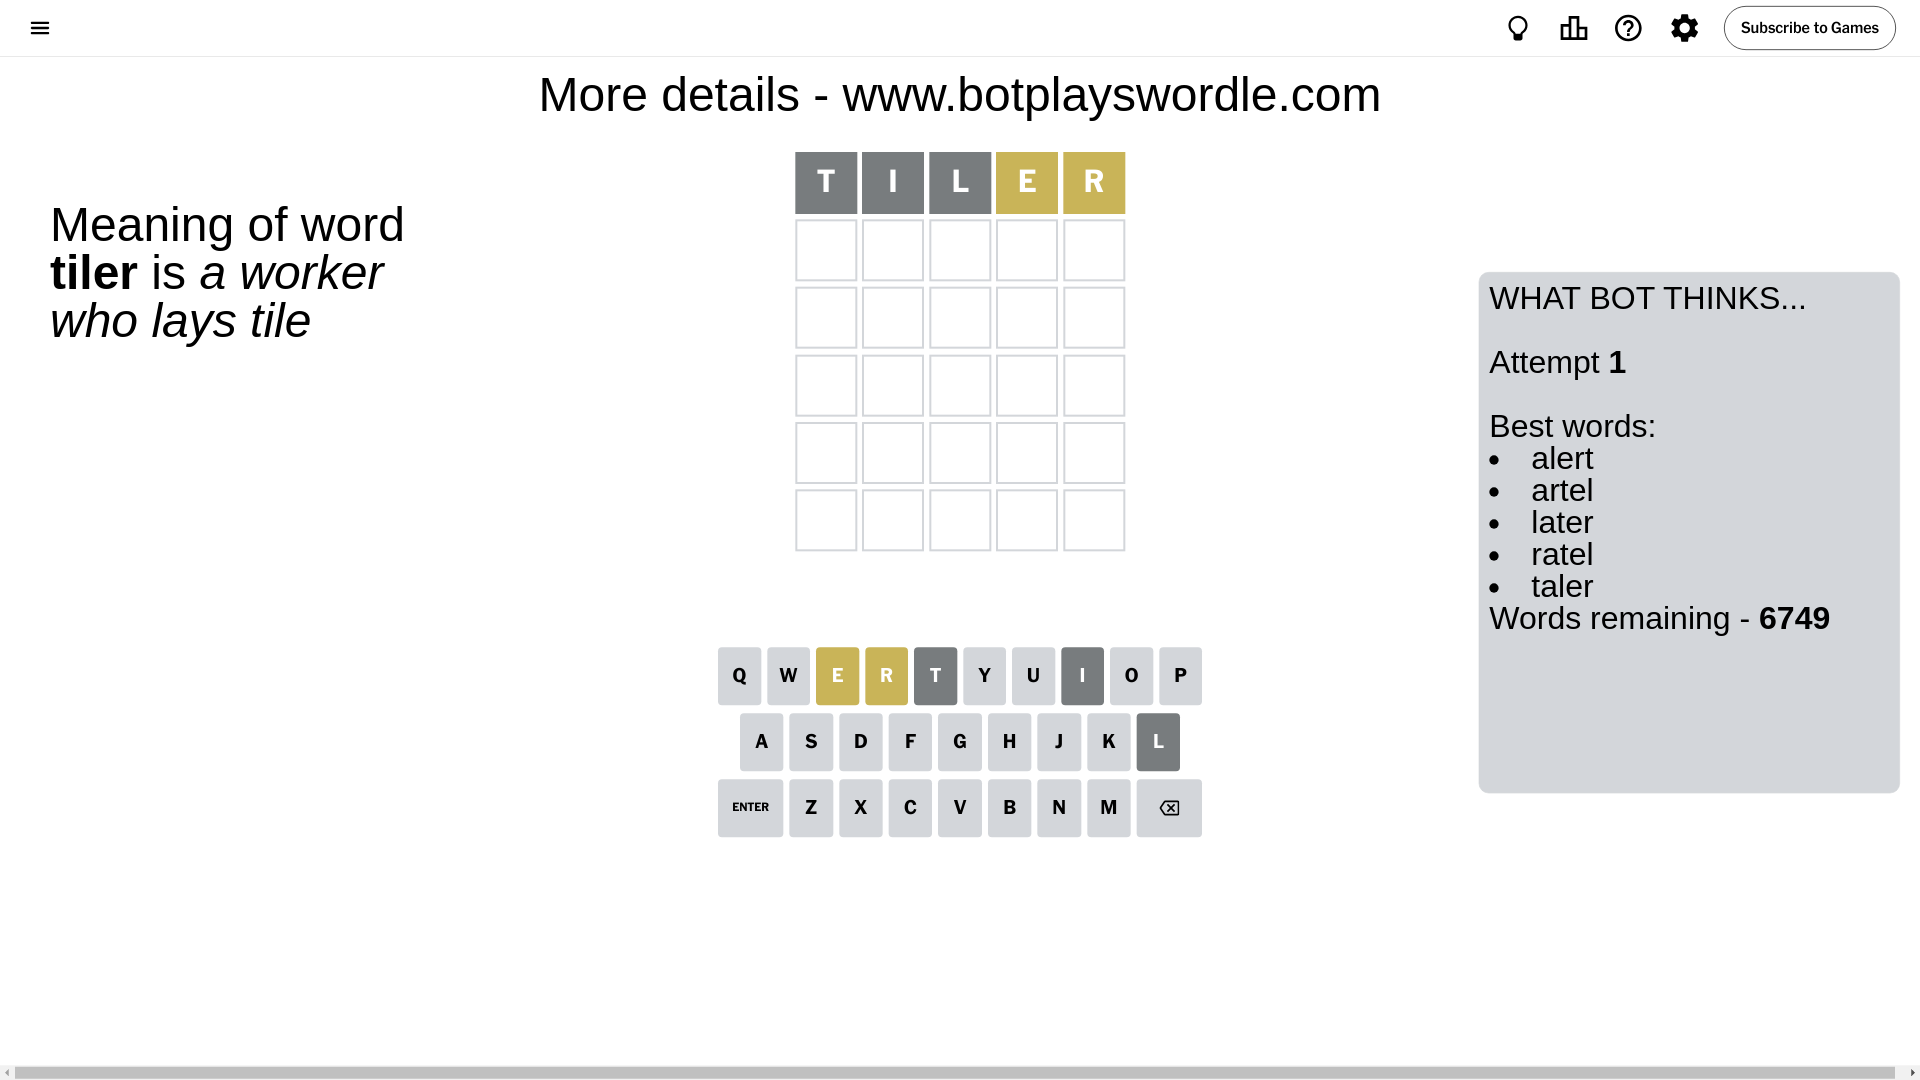 Subscribe to Games
More details - www.botplayswordle.com
T I L E R
Meaning of word
tiler is a worker
who lays tile
WHAT BOT THINKS...
Attempt 1
Best words:
• alert
• artel
• later
• ratel
• taler
Words remaining - 6749
Q W E R T Y U I O P
A S D F G H J K L
ENTER Z X C V B N M